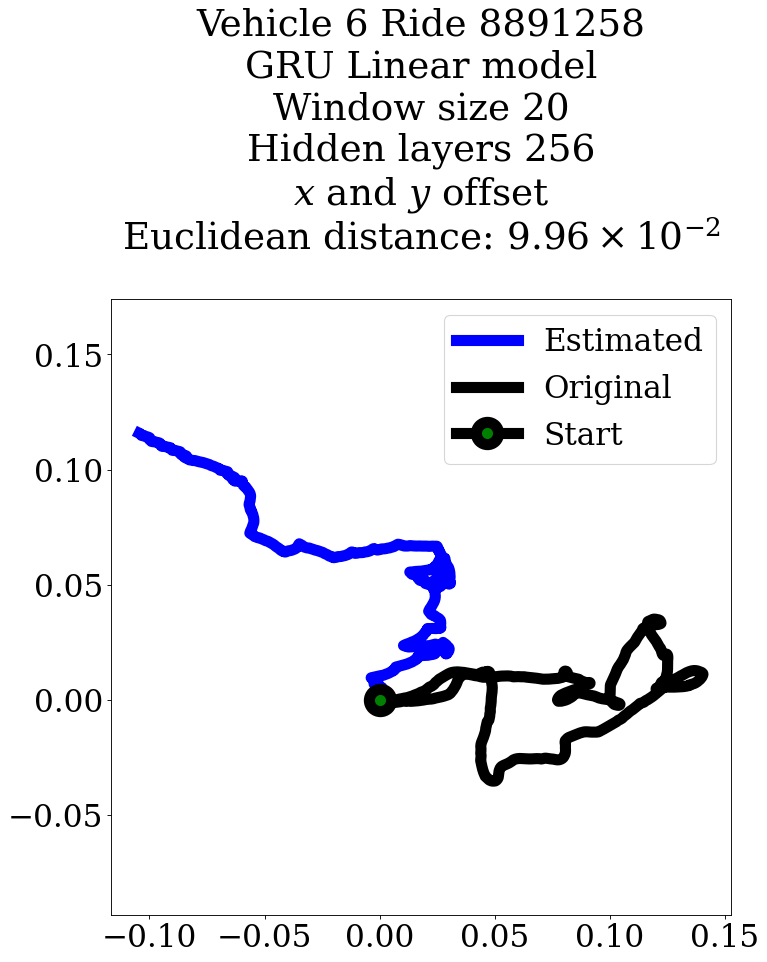 Vehicle 6 Ride 8891258
GRU Linear model
Window size 20
Hidden layers 256
x and y offset
Euclidean distance: 9.96 × 10⁻²
Estimated
Original
Start
0.15
0.10
0.05
0.00
−0.05
−0.10 −0.05 0.00 0.05 0.10 0.15